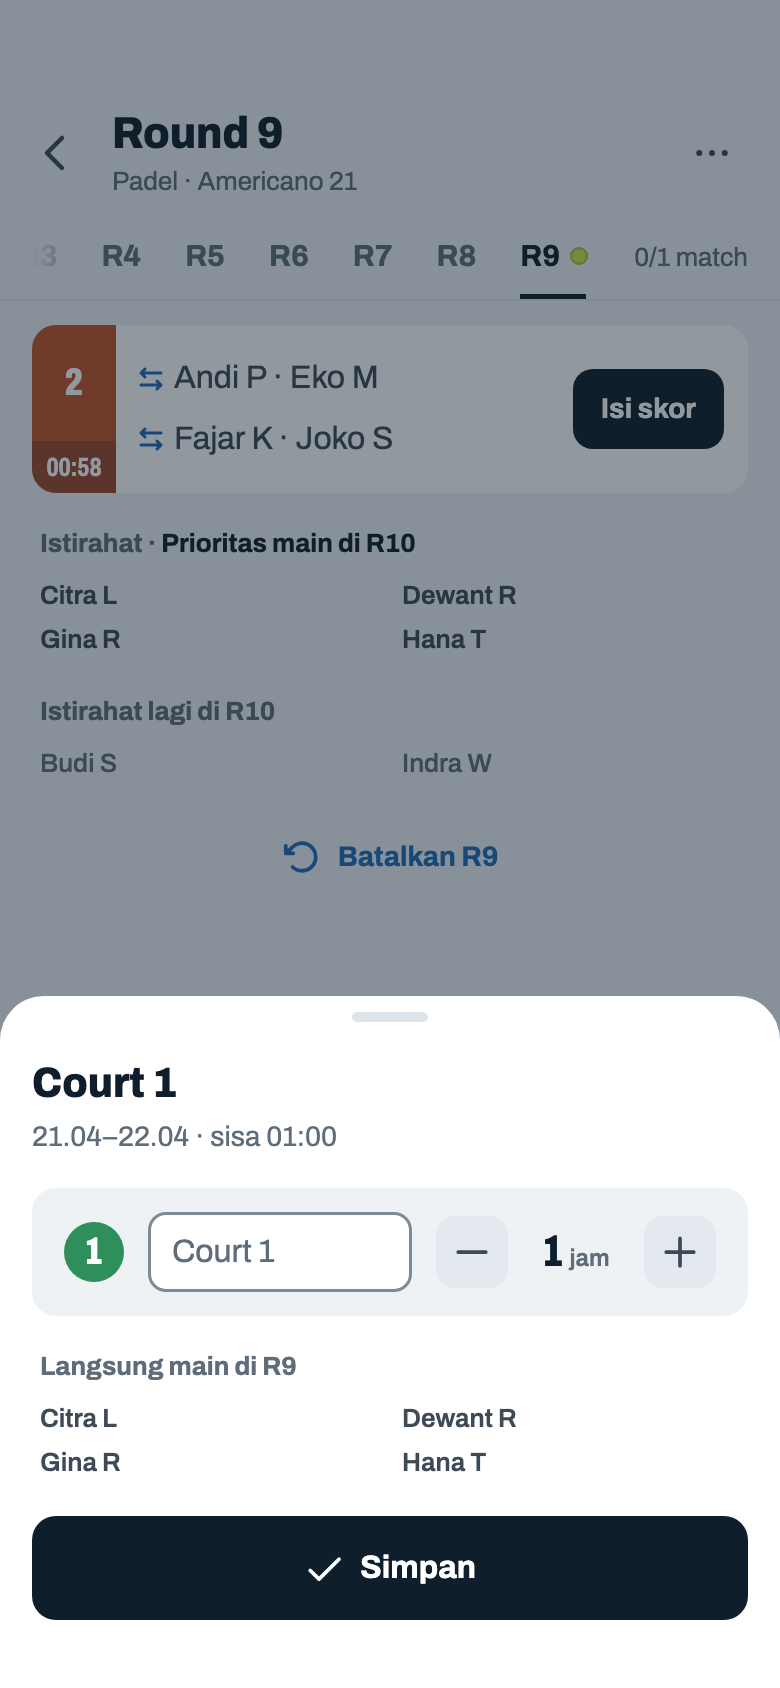 Round 9
Padel · Americano 21
R4 R5 R6 R7 R8 R9 0/1 match
2
Andi P · Eko M
Fajar K · Joko S
00:58
Isi skor
Istirahat · Prioritas main di R10
Citra L Dewant R
Gina R Hana T
Istirahat lagi di R10
Budi S Indra W
Batalkan R9
Court 1
21.04–22.04 · sisa 01:00
1 Court 1 1 jam
Langsung main di R9
Citra L Dewant R
Gina R Hana T
Simpan